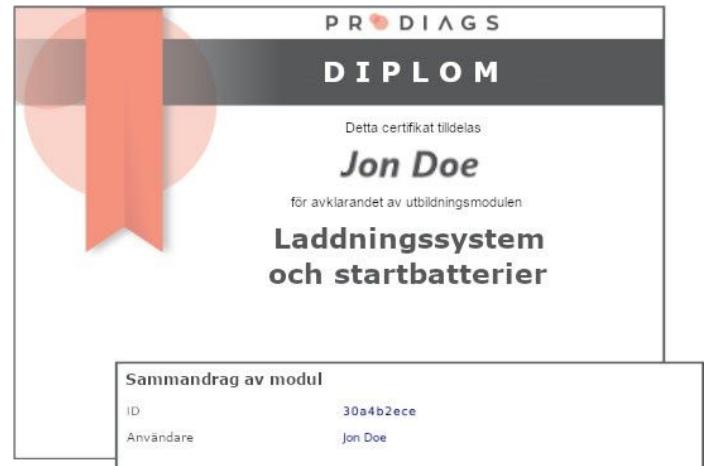 PRODIAGS
DIPLOM
Detta certifikat tilldelas
Jon Doe
för avklarandet av utbildningsmodulen
Laddningssystem
och startbatterier
Sammandrag av modul
ID 30a4b2ece
Användare Jon Doe